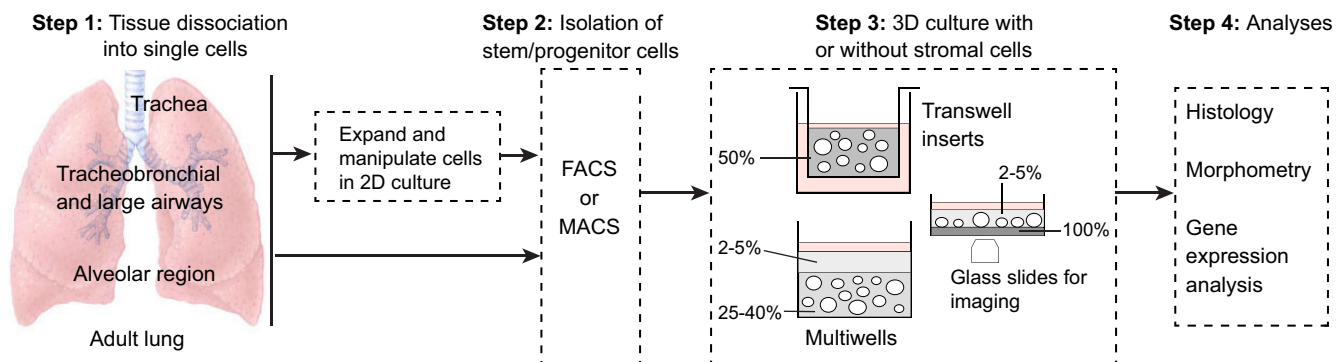 Step 1: Tissue dissociation
into single cells
Trachea
Tracheobronchial
and large airways
Alveolar region
Adult lung
Expand and
manipulate cells
in 2D culture
Step 2: Isolation of
stem/progenitor cells
FACS
or
MACS
Step 3: 3D culture with
or without stromal cells
Transwell
inserts
50%
2-5%
100%
Glass slides for
imaging
2-5%
25-40%
Multiwells
Step 4: Analyses
Histology
Morphometry
Gene
expression
analysis